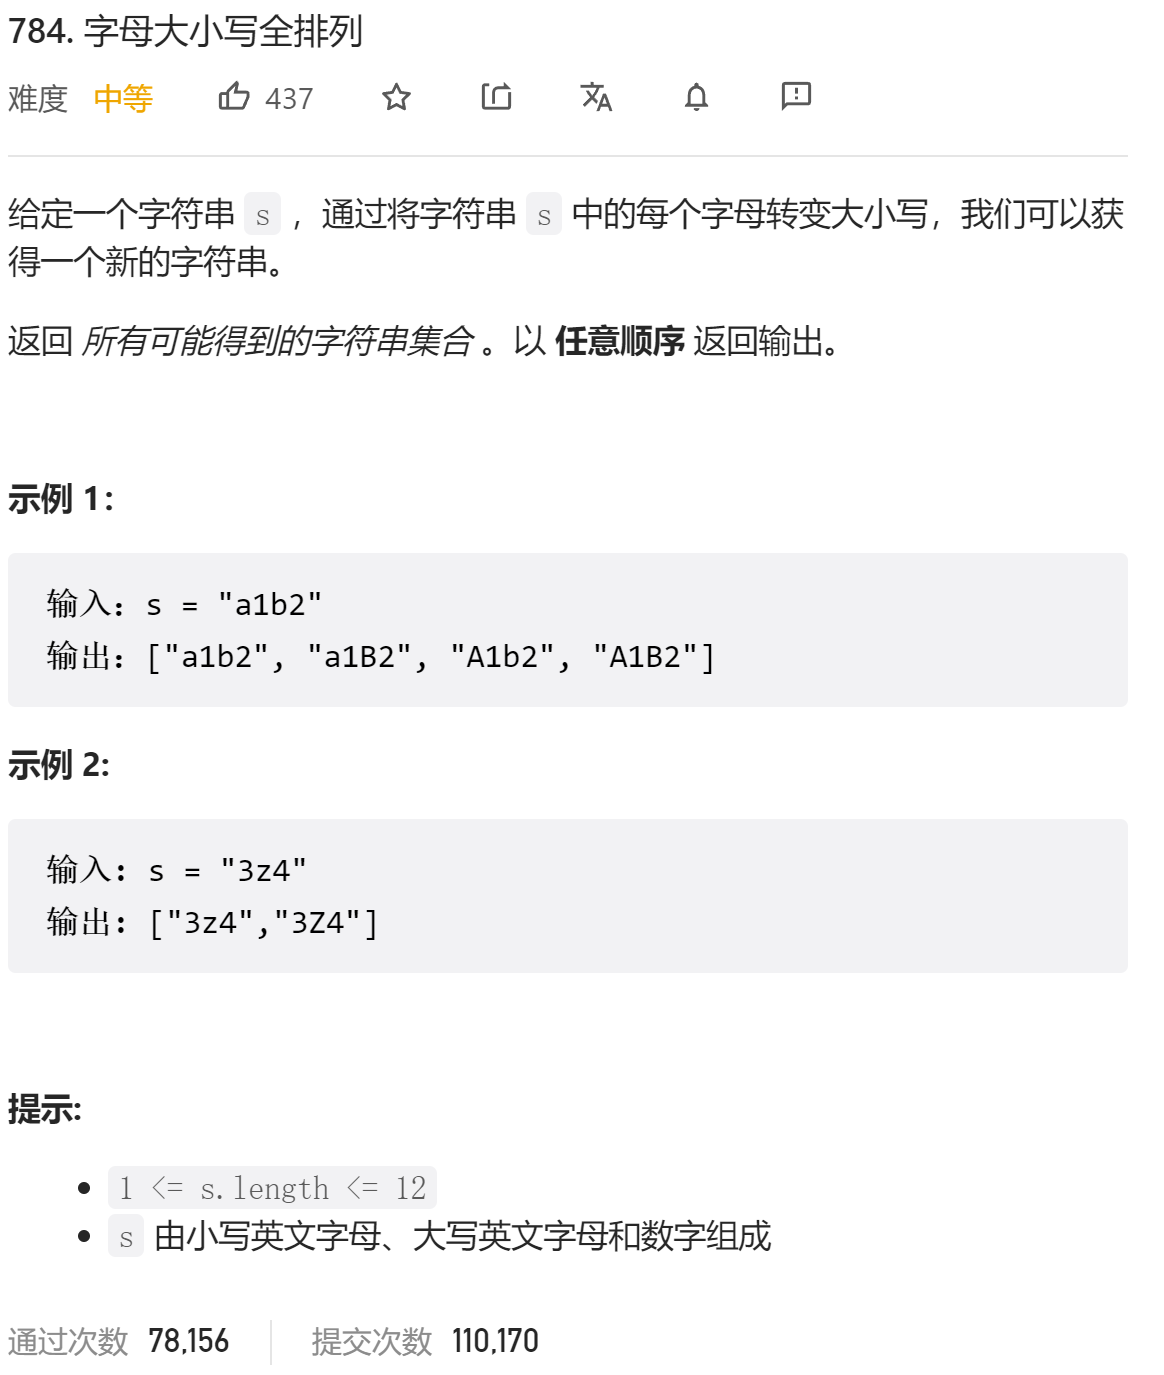 784. 字母大小写全排列
难度 中等 437
给定一个字符串 s ，通过将字符串 s 中的每个字母转变大小写，我们可以获
得一个新的字符串。
返回 所有可能得到的字符串集合 。以 任意顺序 返回输出。
示例 1：
输入：s = "a1b2"
输出：["a1b2", "a1B2", "A1b2", "A1B2"]
示例 2:
输入: s = "3z4"
输出: ["3z4","3Z4"]
提示:
1 <= s.length <= 12
s 由小写英文字母、大写英文字母和数字组成
通过次数 78,156 提交次数 110,170